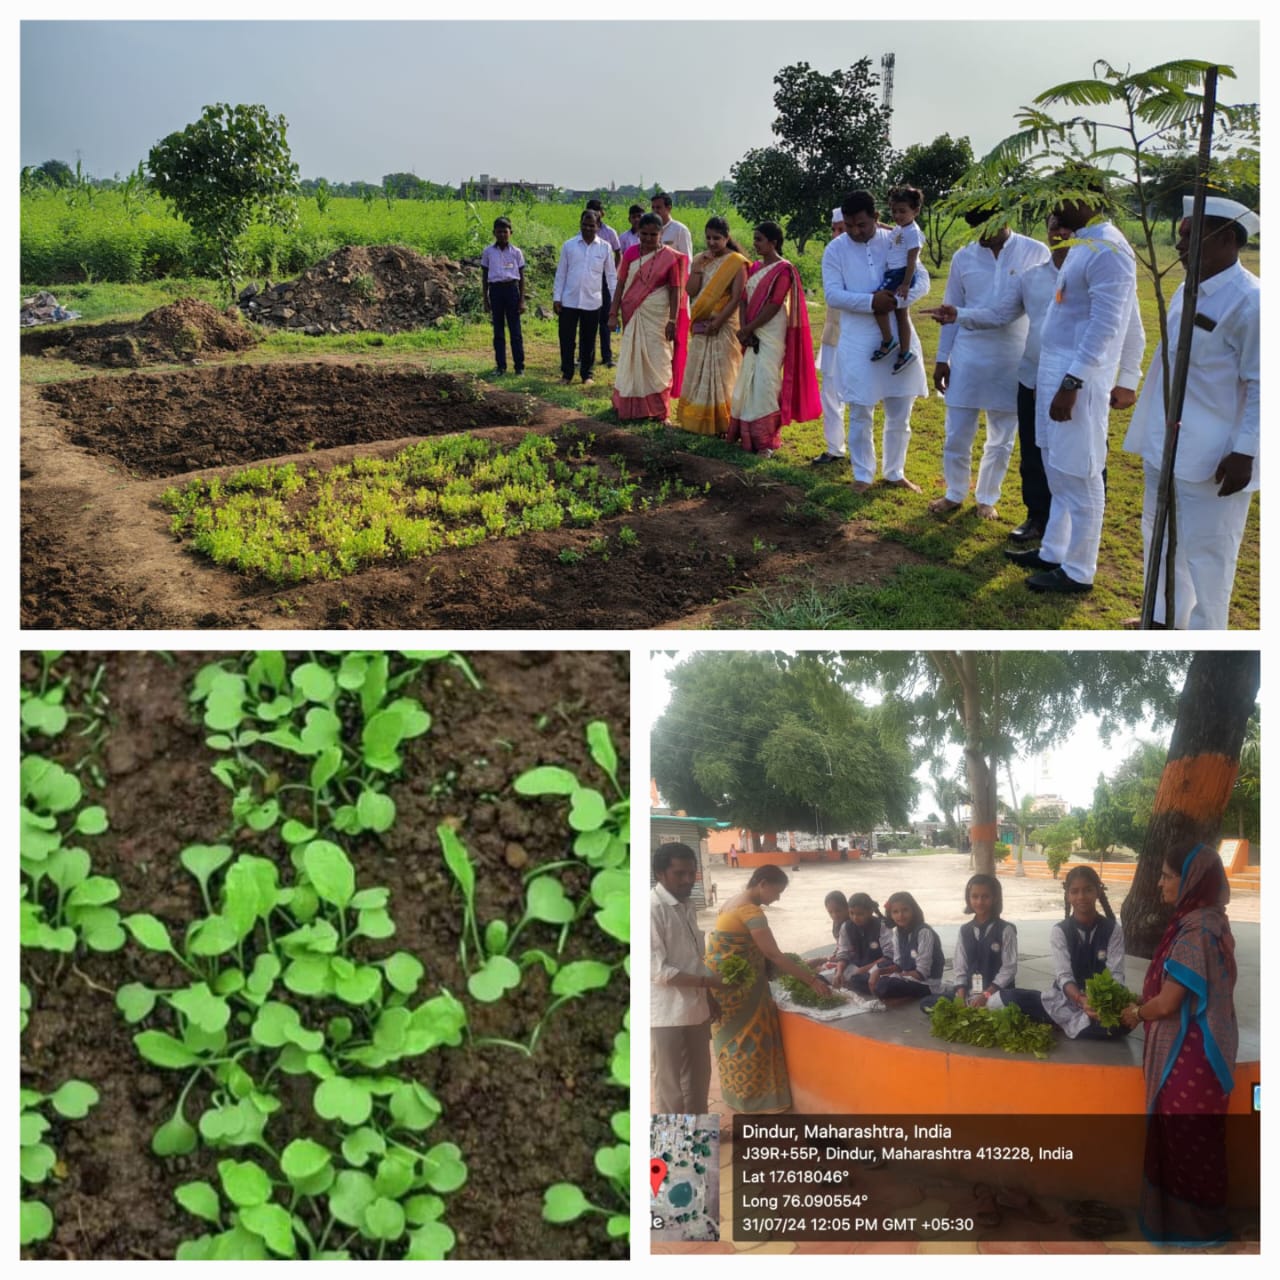 Dindur, Maharashtra, India
J39R+55P, Dindur, Maharashtra 413228, India
Lat 17.618046°
Long 76.090554°
31/07/24 12:05 PM GMT +05:30